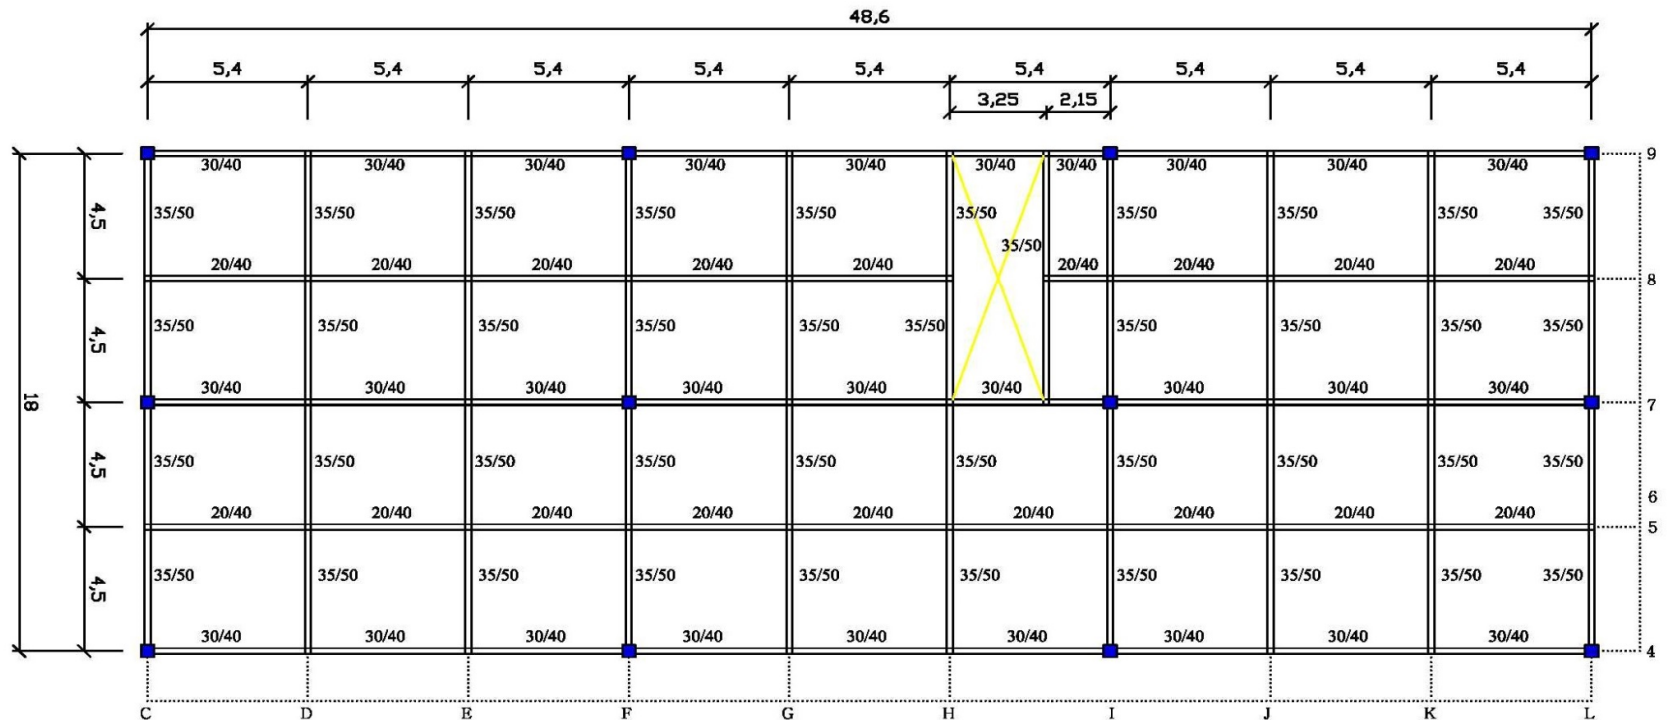 48,6
5,4 5,4 5,4 5,4 5,4 5,4 5,4 5,4 5,4
3,25 2,15
30/40 30/40 30/40 30/40 30/40 30/40 30/40 30/40 30/40 30/40 9
4,5 35/50 35/50 35/50 35/50 35/50 35/50 35/50 35/50 35/50 35/50
35/50
20/40 20/40 20/40 20/40 20/40 20/40 20/40 20/40 20/40 8
4,5 35/50 35/50 35/50 35/50 35/50 35/50 35/50 35/50 35/50 35/50
18
30/40 30/40 30/40 30/40 30/40 30/40 30/40 30/40 30/40 7
4,5 35/50 35/50 35/50 35/50 35/50 35/50 35/50 35/50 35/50 35/50
6
20/40 20/40 20/40 20/40 20/40 20/40 20/40 20/40 20/40 5
4,5 35/50 35/50 35/50 35/50 35/50 35/50 35/50 35/50 35/50 35/50
30/40 30/40 30/40 30/40 30/40 30/40 30/40 30/40 30/40 4
C D E F G H I J K L